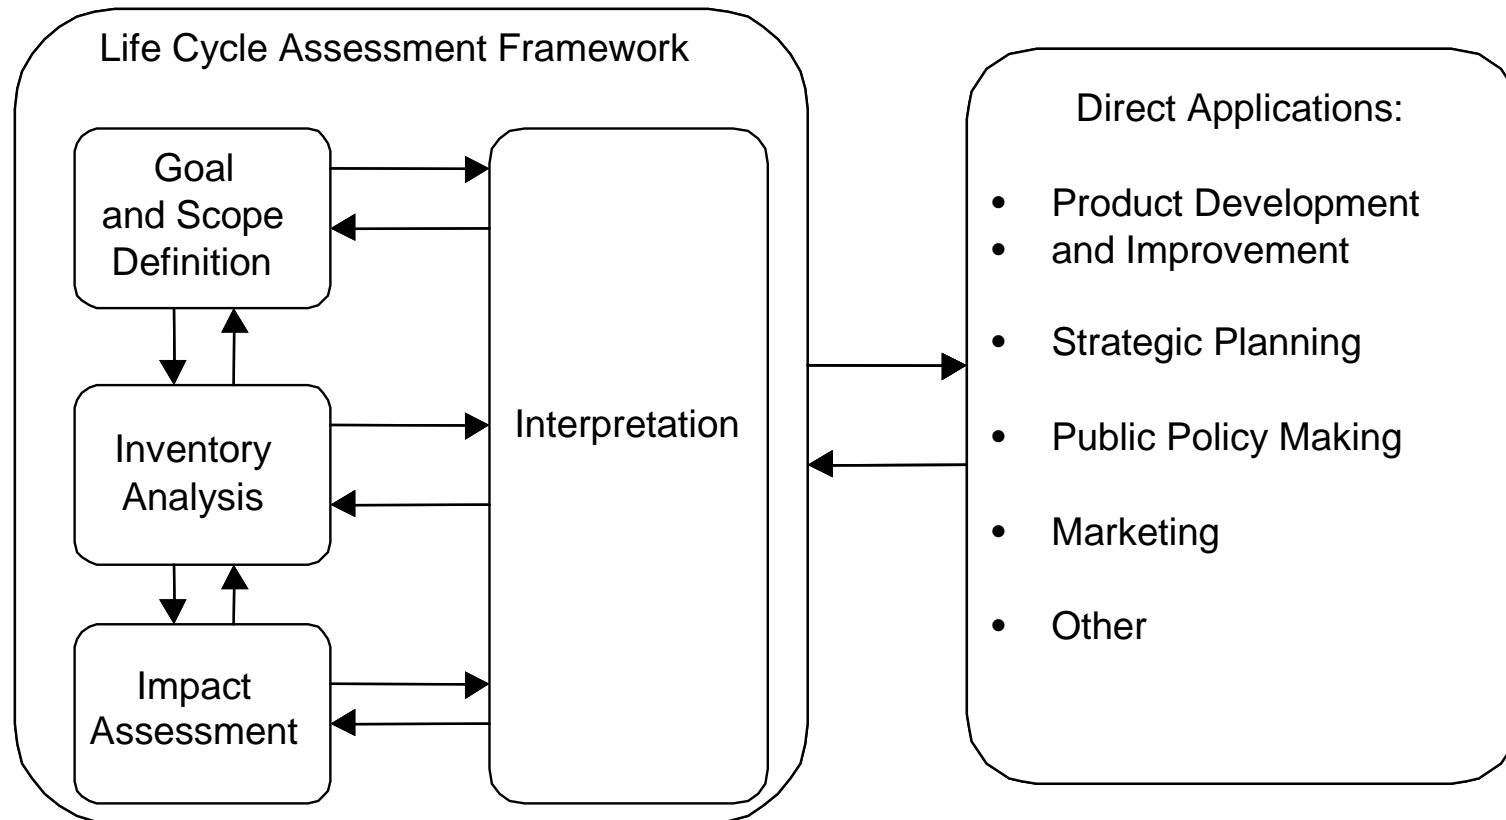 Life Cycle Assessment Framework
Goal
and Scope
Definition
Inventory
Analysis
Impact
Assessment
Interpretation
Direct Applications:
• Product Development
• and Improvement
• Strategic Planning
• Public Policy Making
• Marketing
• Other